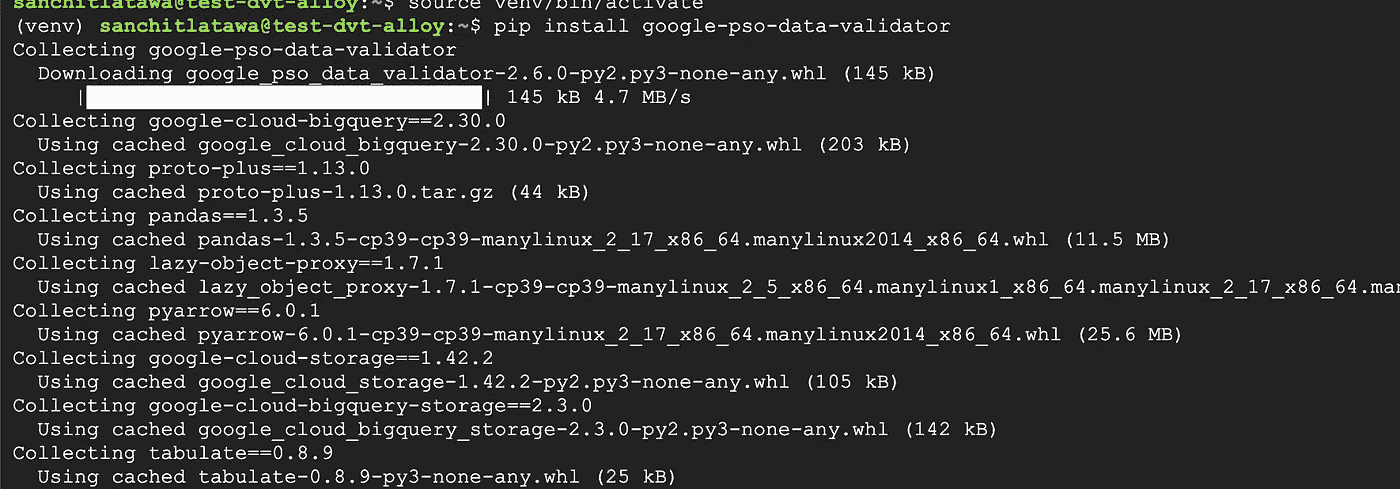 sanchitlatawa@test-dvt-alloy:~$ source venv/bin/activate
(venv) sanchitlatawa@test-dvt-alloy:~$ pip install google-pso-data-validator
Collecting google-pso-data-validator
  Downloading google_pso_data_validator-2.6.0-py2.py3-none-any.whl (145 kB)
     |████████████████████████████████| 145 kB 4.7 MB/s
Collecting google-cloud-bigquery==2.30.0
  Using cached google_cloud_bigquery-2.30.0-py2.py3-none-any.whl (203 kB)
Collecting proto-plus==1.13.0
  Using cached proto-plus-1.13.0.tar.gz (44 kB)
Collecting pandas==1.3.5
  Using cached pandas-1.3.5-cp39-cp39-manylinux_2_17_x86_64.manylinux2014_x86_64.whl (11.5 MB)
Collecting lazy-object-proxy==1.7.1
  Using cached lazy_object_proxy-1.7.1-cp39-cp39-manylinux_2_5_x86_64.manylinux1_x86_64.manylinux_2_17_x86_64.man
Collecting pyarrow==6.0.1
  Using cached pyarrow-6.0.1-cp39-cp39-manylinux_2_17_x86_64.manylinux2014_x86_64.whl (25.6 MB)
Collecting google-cloud-storage==1.42.2
  Using cached google_cloud_storage-1.42.2-py2.py3-none-any.whl (105 kB)
Collecting google-cloud-bigquery-storage==2.3.0
  Using cached google_cloud_bigquery_storage-2.3.0-py2.py3-none-any.whl (142 kB)
Collecting tabulate==0.8.9
  Using cached tabulate-0.8.9-py3-none-any.whl (25 kB)